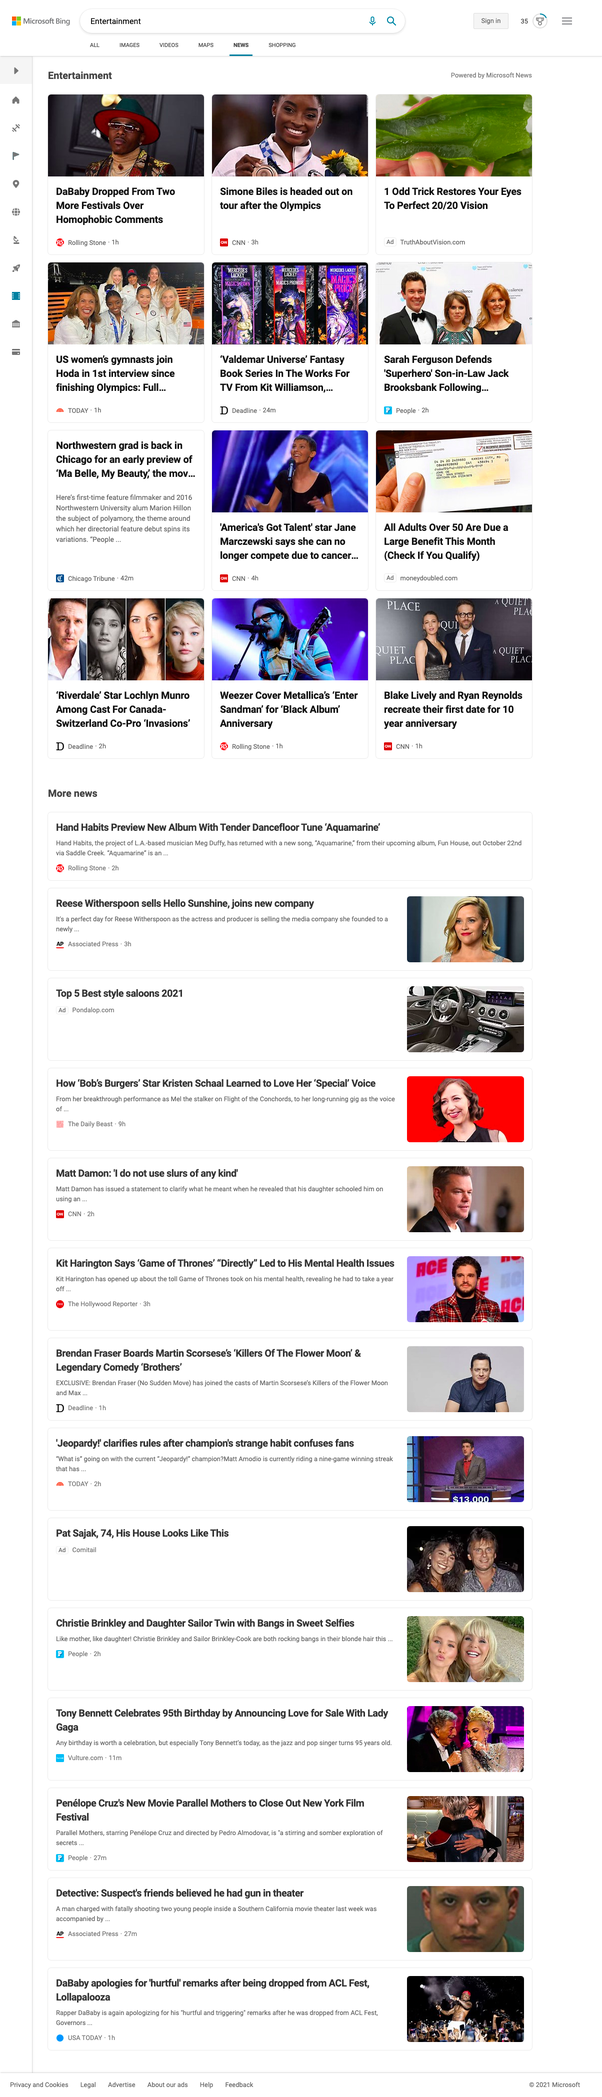 Microsoft Bing
Entertainment
Sign in
35
ALL IMAGES VIDEOS MAPS NEWS SHOPPING
Entertainment
Powered by Microsoft News
DaBaby Dropped From Two
More Festivals Over
Homophobic Comments
Rolling Stone · 1h
Simone Biles is headed out on
tour after the Olympics
CNN · 3h
1 Odd Trick Restores Your Eyes
To Perfect 20/20 Vision
Ad TruthAboutVision.com
US women's gymnasts join
Hoda in 1st interview since
finishing Olympics: Full...
TODAY · 1h
'Valdemar Universe' Fantasy
Book Series In The Works For
TV From Kit Williamson,...
Deadline · 24m
Sarah Ferguson Defends
'Superhero' Son-in-Law Jack
Brooksbank Following...
People · 2h
Northwestern grad is back in
Chicago for an early preview of
'Ma Belle, My Beauty,' the mov...
Here's first-time feature filmmaker and 2016
Northwestern University alum Marion Hillon
the subject of polyamory, the theme around
which her directorial feature debut spins its
variations. "People ...
Chicago Tribune · 42m
'America's Got Talent' star Jane
Marczewski says she can no
longer compete due to cancer...
CNN · 4h
All Adults Over 50 Are Due a
Large Benefit This Month
(Check If You Qualify)
Ad moneydoubled.com
'Riverdale' Star Lochlyn Munro
Among Cast For Canada-
Switzerland Co-Pro 'Invasions'
Deadline · 2h
Weezer Cover Metallica's 'Enter
Sandman' for 'Black Album'
Anniversary
Rolling Stone · 1h
PLACE
A QUIET
QUIET
PLAC
Blake Lively and Ryan Reynolds
recreate their first date for 10
year anniversary
CNN · 1h
More news
Hand Habits Preview New Album With Tender Dancefloor Tune 'Aquamarine'
Hand Habits, the project of L.A.-based musician Meg Duffy, has returned with a new song, "Aquamarine," from their upcoming album, Fun House, out October 22nd
via Saddle Creek. "Aquamarine" is an ...
Rolling Stone · 2h
Reese Witherspoon sells Hello Sunshine, joins new company
It's a perfect day for Reese Witherspoon as the actress and producer is selling the media company she founded to a
newly ...
AP Associated Press · 3h
Top 5 Best style saloons 2021
Ad Pondalop.com
How 'Bob's Burgers' Star Kristen Schaal Learned to Love Her 'Special' Voice
From her breakthrough performance as Mel the stalker on Flight of the Conchords, to her long-running gig as the voice
of ...
The Daily Beast · 9h
Matt Damon: 'I do not use slurs of any kind'
Matt Damon has issued a statement to clarify what he meant when he revealed that his daughter schooled him on
using an ...
CNN · 2h
Kit Harington Says 'Game of Thrones' "Directly" Led to His Mental Health Issues
Kit Harington has opened up about the toll Game of Thrones took on his mental health, revealing he had to take a year
off ...
The Hollywood Reporter · 3h
Brendan Fraser Boards Martin Scorsese's 'Killers Of The Flower Moon' &
Legendary Comedy 'Brothers'
EXCLUSIVE: Brendan Fraser (No Sudden Move) has joined the casts of Martin Scorsese's Killers of the Flower Moon
and Max ...
Deadline · 1h
'Jeopardy!' clarifies rules after champion's strange habit confuses fans
"What is" going on with the current "Jeopardy!" champion?Matt Amodio is currently riding a nine-game winning streak
that has ...
TODAY · 2h
$13,000
Pat Sajak, 74, His House Looks Like This
Ad Comitail
Christie Brinkley and Daughter Sailor Twin with Bangs in Sweet Selfies
Like mother, like daughter! Christie Brinkley and Sailor Brinkley-Cook are both rocking bangs in their blonde hair this ...
People · 2h
Tony Bennett Celebrates 95th Birthday by Announcing Love for Sale With Lady
Gaga
Any birthday is worth a celebration, but especially Tony Bennett's today, as the jazz and pop singer turns 95 years old.
Vulture.com · 11m
Penélope Cruz's New Movie Parallel Mothers to Close Out New York Film
Festival
Parallel Mothers, starring Penélope Cruz and directed by Pedro Almodovar, is "a stirring and somber exploration of
secrets ...
People · 27m
Detective: Suspect's friends believed he had gun in theater
A man charged with fatally shooting two young people inside a Southern California movie theater last week was
accompanied by ...
AP Associated Press · 27m
DaBaby apologies for 'hurtful' remarks after being dropped from ACL Fest,
Lollapalooza
Rapper DaBaby is again apologizing for his "hurtful and triggering" remarks after he was dropped from ACL Fest,
Governors ...
USA TODAY · 1h
Privacy and Cookies Legal Advertise About our ads Help Feedback
© 2021 Microsoft